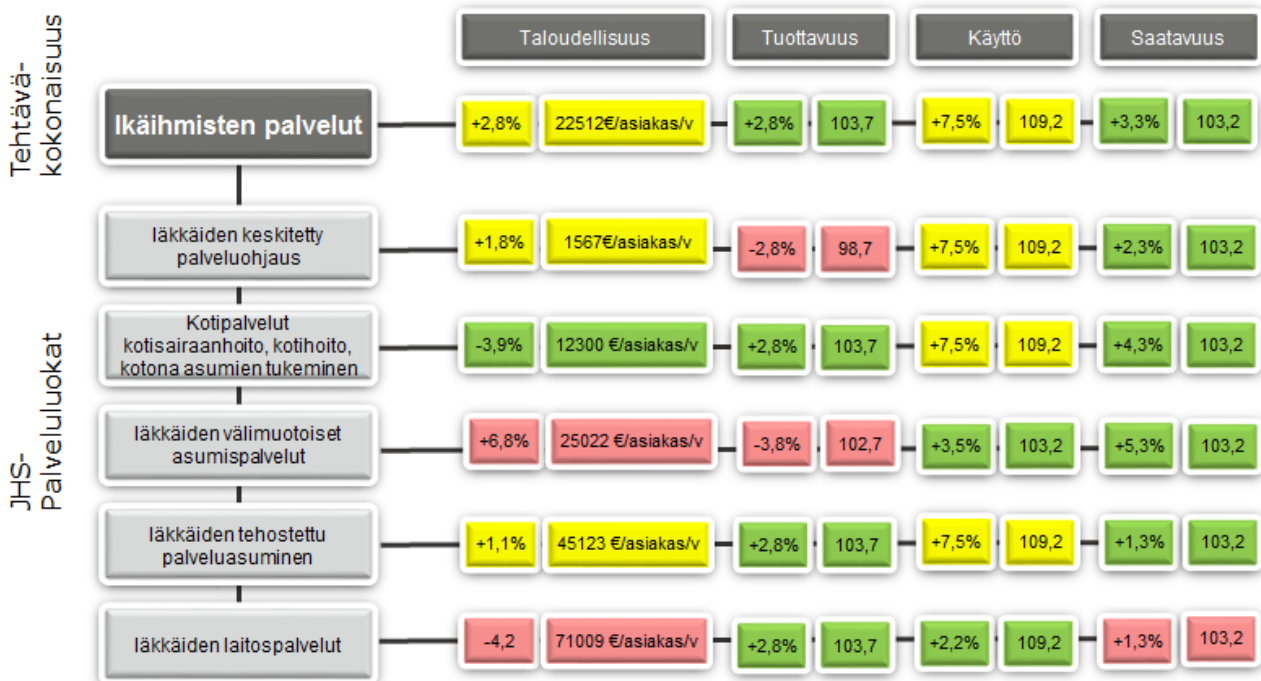 Tehtävä-
kokonaisuus
Taloudellisuus
Tuottavuus
Käyttö
Saatavuus
Ikäihmisten palvelut
+2,8%
22512€/asiakas/v
+2,8%
103,7
+7,5%
109,2
+3,3%
103,2
JHS-
Palveluluokat
Iäkkäiden keskitetty
palveluohjaus
+1,8%
1567€/asiakas/v
-2,8%
98,7
+7,5%
109,2
+2,3%
103,2
Kotipalvelut
kotisairaanhoito, kotihoito,
kotona asumien tukeminen
-3,9%
12300 €/asiakas/v
+2,8%
103,7
+7,5%
109,2
+4,3%
103,2
Iäkkäiden välimuotoiset
asumispalvelut
+6,8%
25022 €/asiakas/v
-3,8%
102,7
+3,5%
103,2
+5,3%
103,2
Iäkkäiden tehostettu
palveluasuminen
+1,1%
45123 €/asiakas/v
+2,8%
103,7
+7,5%
109,2
+1,3%
103,2
Iäkkäiden laitospalvelut
-4,2
71009 €/asiakas/v
+2,8%
103,7
+2,2%
109,2
+1,3%
103,2